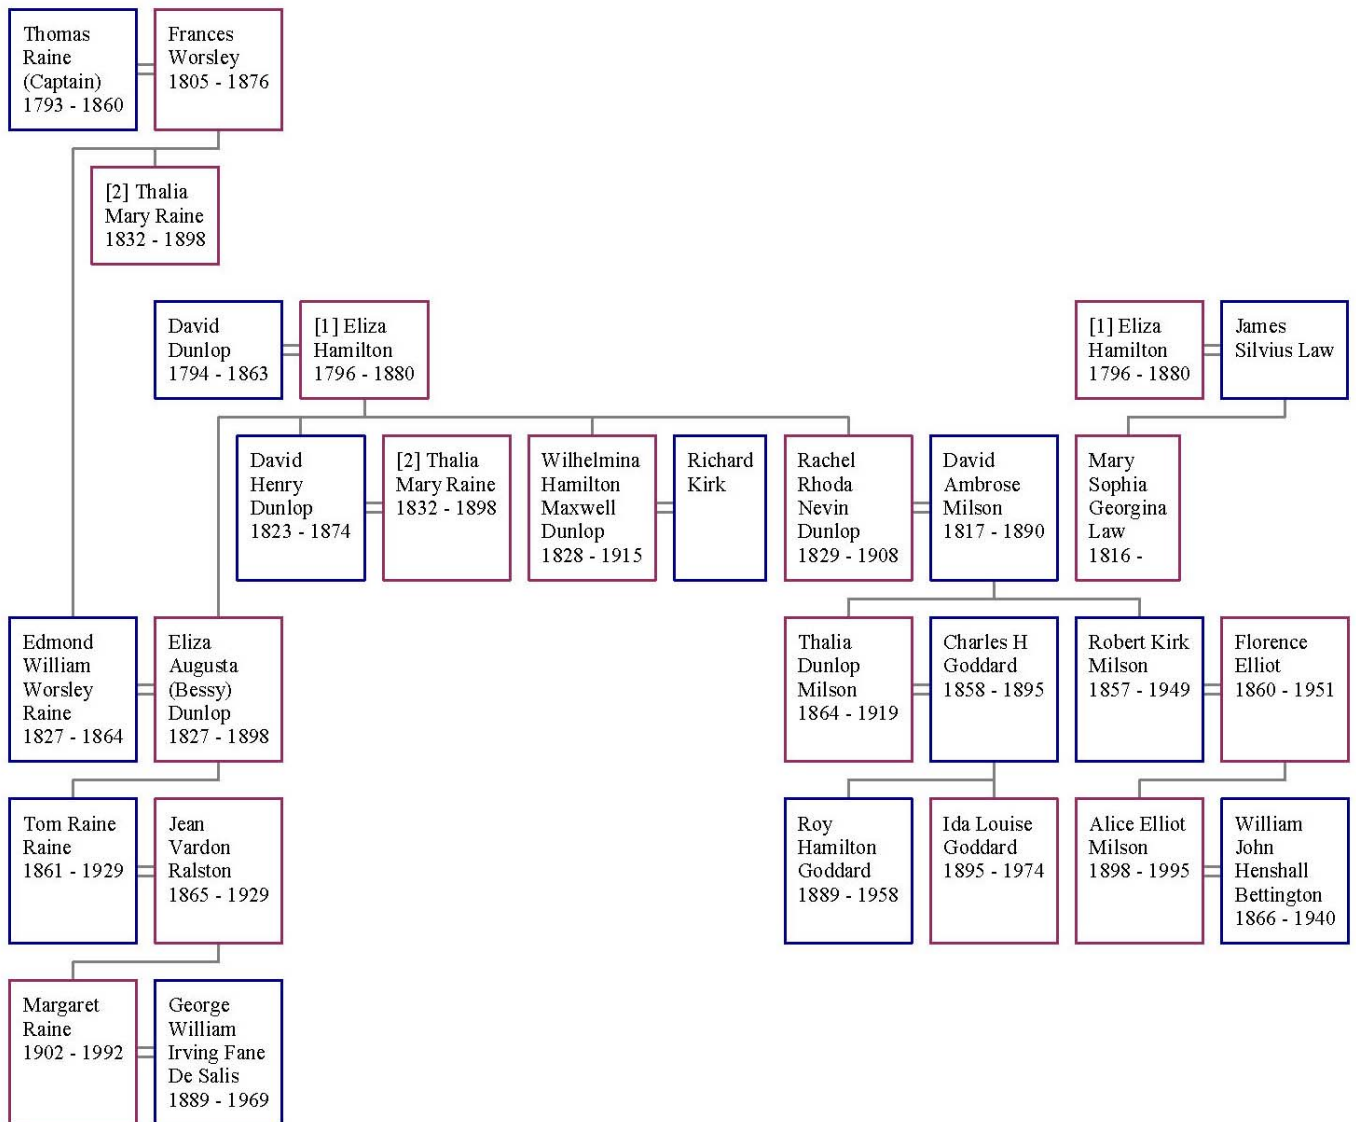 Thomas
Raine
(Captain)
1793 - 1860
Frances
Worsley
1805 - 1876
[2] Thalia
Mary Raine
1832 - 1898
David
Dunlop
1794 - 1863
[1] Eliza
Hamilton
1796 - 1880
[1] Eliza
Hamilton
1796 - 1880
James
Silvius Law
David
Henry
Dunlop
1823 - 1874
[2] Thalia
Mary Raine
1832 - 1898
Wilhelmina
Hamilton
Maxwell
Dunlop
1828 - 1915
Richard
Kirk
Rachel
Rhoda
Nevin
Dunlop
1829 - 1908
David
Ambrose
Milson
1817 - 1890
Mary
Sophia
Georgina
Law
1816 -
Edmond
William
Worsley
Raine
1827 - 1864
Eliza
Augusta
(Bessy)
Dunlop
1827 - 1898
Thalia
Dunlop
Milson
1864 - 1919
Charles H
Goddard
1858 - 1895
Robert Kirk
Milson
1857 - 1949
Florence
Elliot
1860 - 1951
Tom Raine
Raine
1861 - 1929
Jean
Vardon
Ralston
1865 - 1929
Roy
Hamilton
Goddard
1889 - 1958
Ida Louise
Goddard
1895 - 1974
Alice Elliot
Milson
1898 - 1995
William
John
Henshall
Bettington
1866 - 1940
Margaret
Raine
1902 - 1992
George
William
Irving Fane
De Salis
1889 - 1969